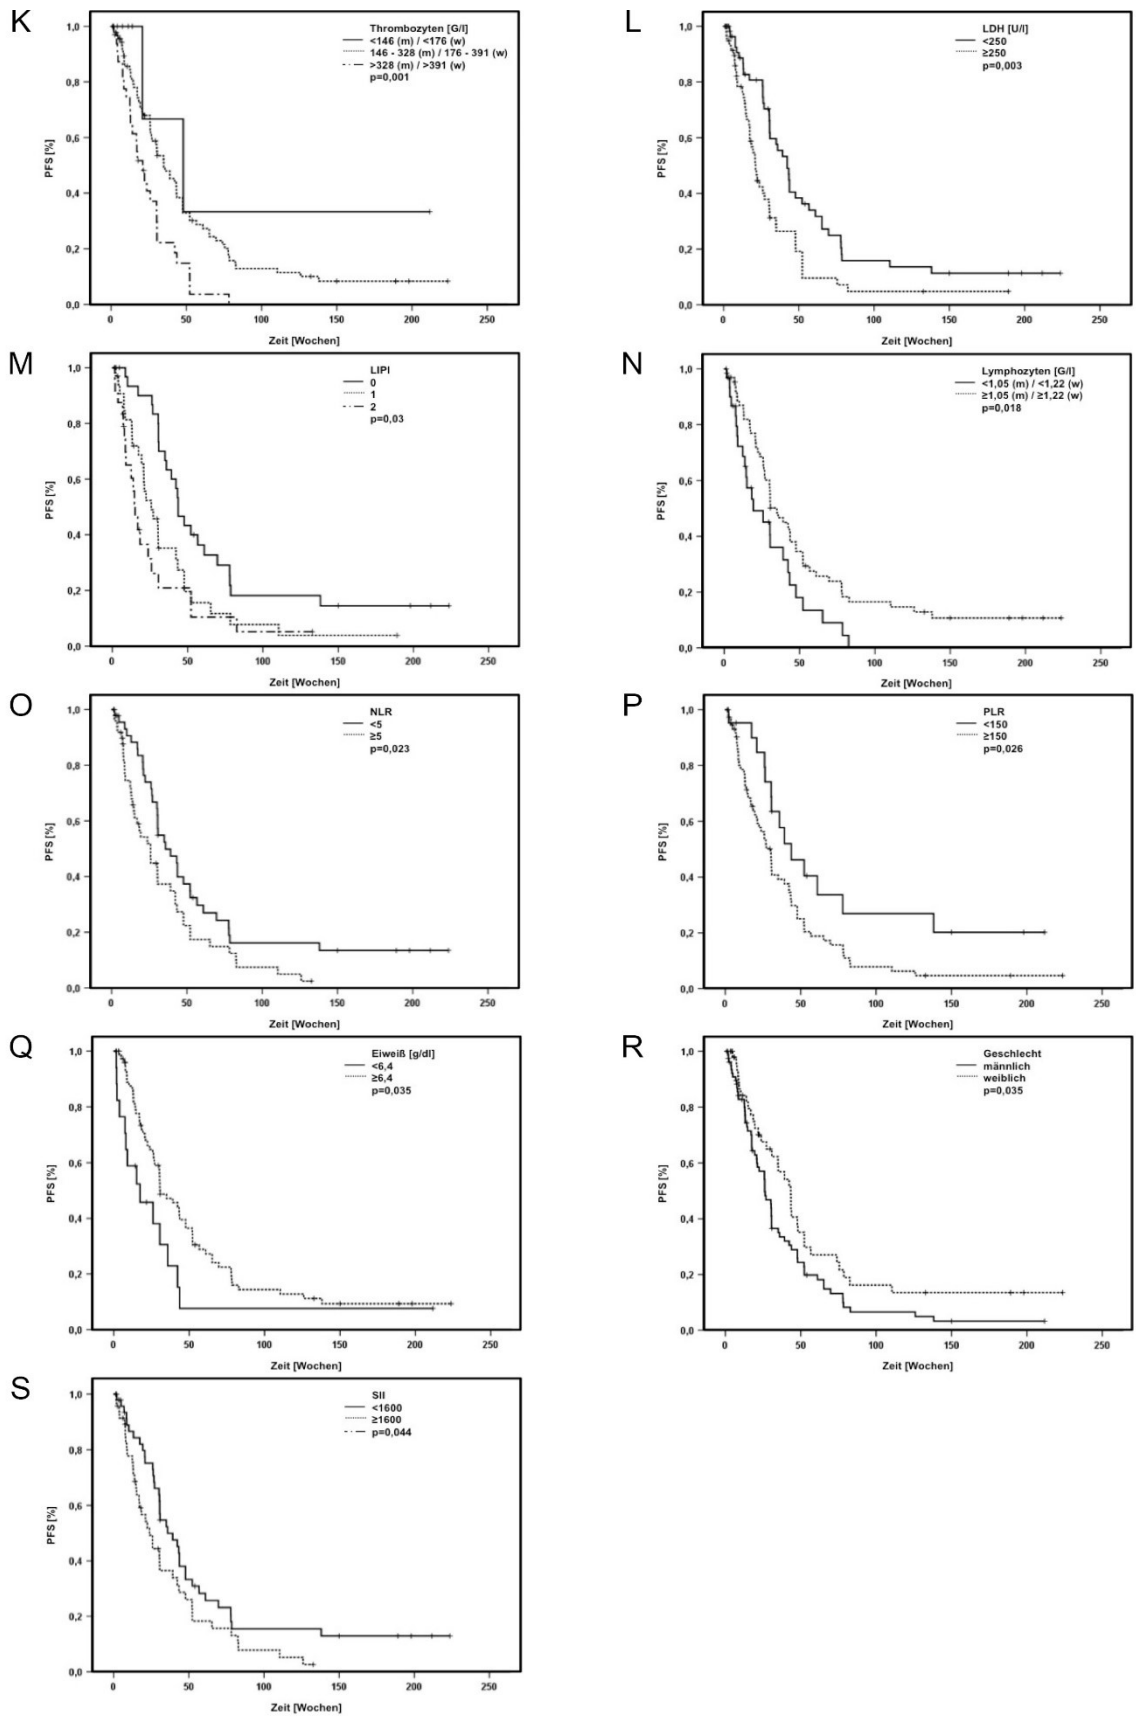 K
Thrombozyten [G/l]
<146 (m) / <176 (w)
146 - 328 (m) / 176 - 391 (w)
>328 (m) / >391 (w)
p=0,001
PFS [%]
1,0
0,8
0,6
0,4
0,2
0,0
0 50 100 150 200 250
Zeit [Wochen]
L
LDH [U/l]
<250
≥250
p=0,003
PFS [%]
1,0
0,8
0,6
0,4
0,2
0,0
0 50 100 150 200 250
Zeit [Wochen]
M
LIPI
0
1
2
p=0,03
PFS [%]
1,0
0,8
0,6
0,4
0,2
0,0
0 50 100 150 200 250
Zeit [Wochen]
N
Lymphozyten [G/l]
<1,05 (m) / <1,22 (w)
≥1,05 (m) / ≥1,22 (w)
p=0,018
PFS [%]
1,0
0,8
0,6
0,4
0,2
0,0
0 50 100 150 200 250
Zeit [Wochen]
O
NLR
<5
≥5
p=0,023
PFS [%]
1,0
0,8
0,6
0,4
0,2
0,0
0 50 100 150 200 250
Zeit [Wochen]
P
PLR
<150
≥150
p=0,026
PFS [%]
1,0
0,8
0,6
0,4
0,2
0,0
0 50 100 150 200 250
Zeit [Wochen]
Q
Eiweiß [g/dl]
<6,4
≥6,4
p=0,035
PFS [%]
1,0
0,8
0,6
0,4
0,2
0,0
0 50 100 150 200 250
Zeit [Wochen]
R
Geschlecht
männlich
weiblich
p=0,035
PFS [%]
1,0
0,8
0,6
0,4
0,2
0,0
0 50 100 150 200 250
Zeit [Wochen]
S
SII
<1600
≥1600
p=0,044
PFS [%]
1,0
0,8
0,6
0,4
0,2
0,0
0 50 100 150 200 250
Zeit [Wochen]